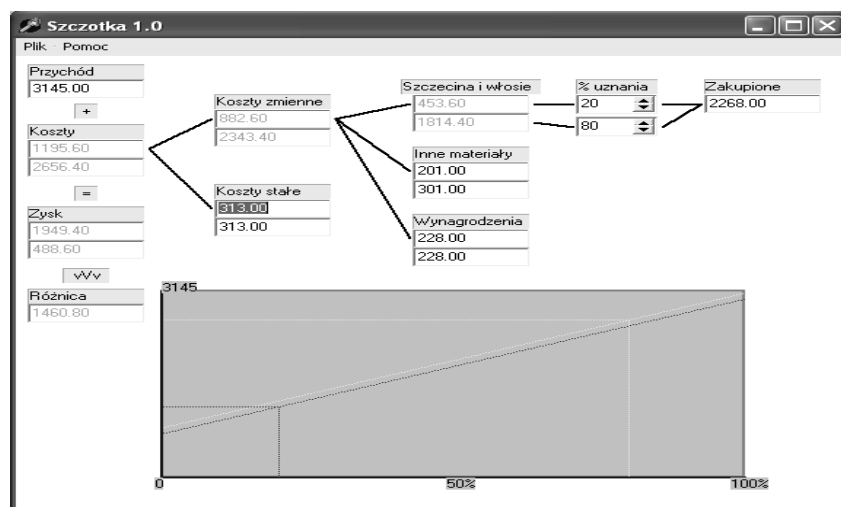 Szczotka 1.0
Plik Pomoc
Przychód
3145.00
+
Koszty
1195.60
2656.40
=
Zysk
1949.40
488.60
vVv
Różnica
1460.80
Koszty zmienne
882.60
2343.40
Koszty stałe
313.00
313.00
Szczecina i włosie
453.60
1814.40
Inne materiały
201.00
301.00
Wynagrodzenia
228.00
228.00
% uznania
20
80
Zakupione
2268.00
3145
0 50% 100%